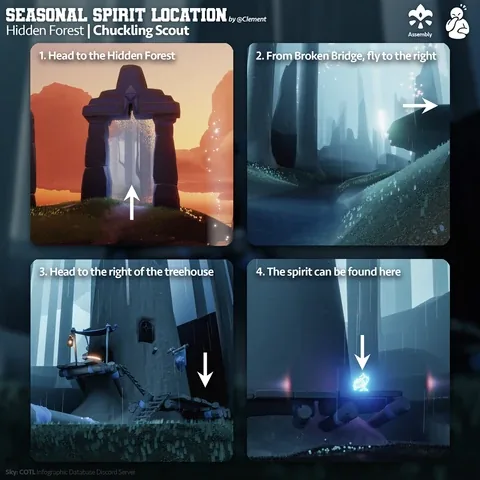 SEASONAL SPIRIT LOCATION by @Clement
Hidden Forest | Chuckling Scout
Assembly
1. Head to the Hidden Forest
2. From Broken Bridge, fly to the right
3. Head to the right of the treehouse
4. The spirit can be found here
Sky: COTL Infographic Database Discord Server